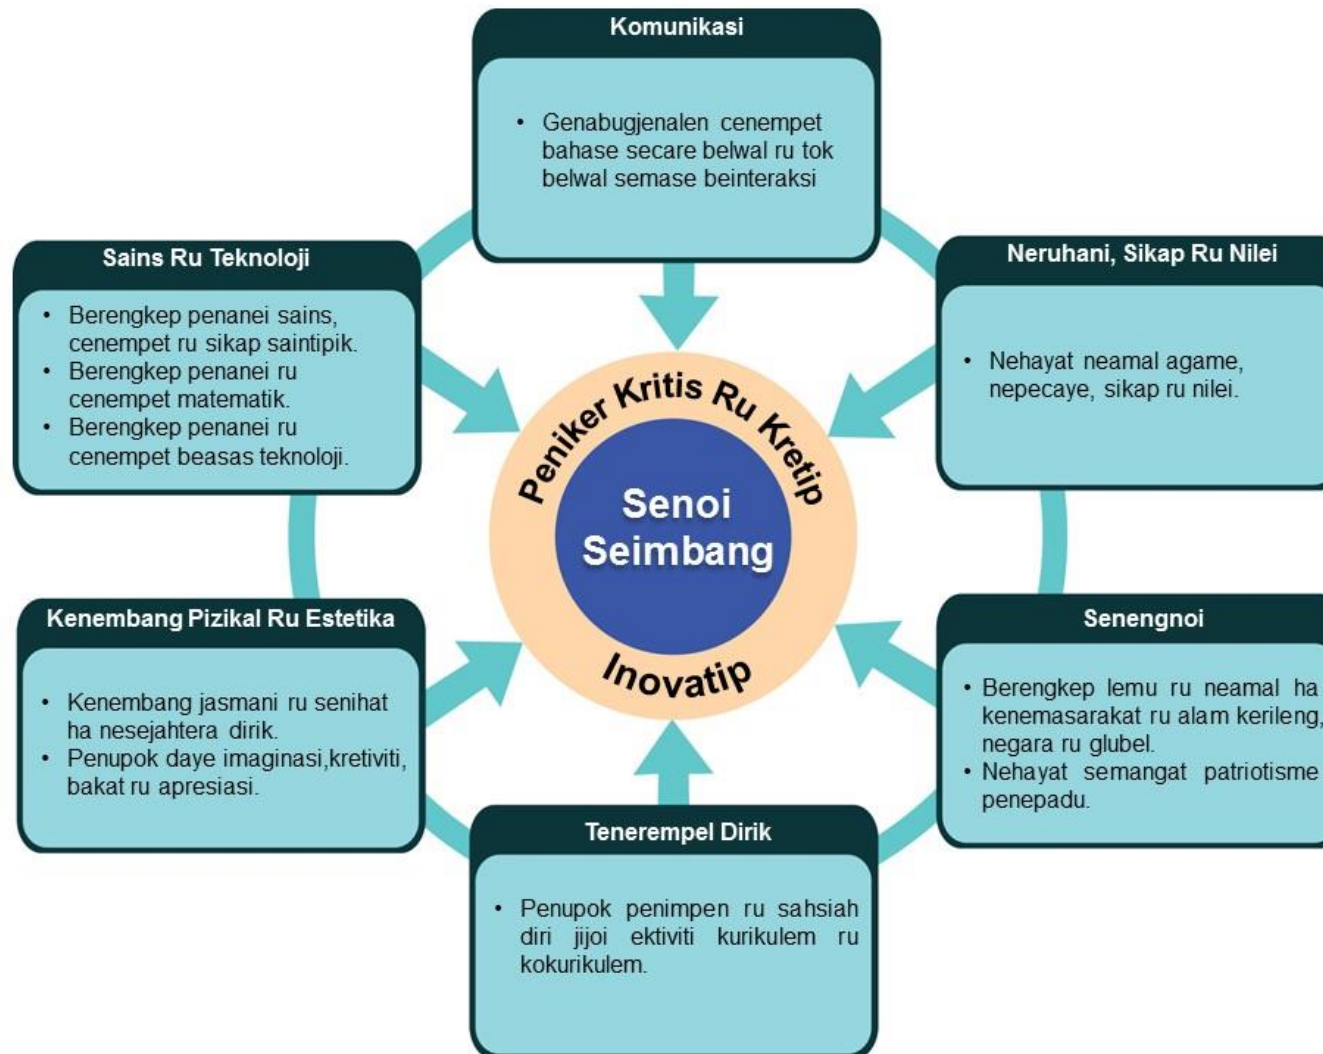 Komunikasi
• Genabugjenalen cenempet
bahase secare belwal ru tok
belwal semase beinteraksi
Neruhani, Sikap Ru Nilei
• Nehayat neamal agame,
nepecaye, sikap ru nilei.
Senengnoi
• Berengkep lemu ru neamal ha
kenemasarakat ru alam kerileng,
negara ru glubel.
• Nehayat semangat patriotisme
penepadu.
Tenerempel Dirik
• Penupok penimpen ru sahsiah
diri jijoi ektiviti kurikulem ru
kokurikulem.
Kenembang Pizikal Ru Estetika
• Kenembang jasmani ru senihat
ha nesejahtera dirik.
• Penupok daye imaginasi,kretiviti,
bakat ru apresiasi.
Sains Ru Teknoloji
• Berengkep penanei sains,
cenempet ru sikap saintipik.
• Berengkep penanei ru
cenempet matematik.
• Berengkep penanei ru
cenempet beasas teknoloji.
Peniker Kritis Ru Kretip
Inovatip
Senoi
Seimbang